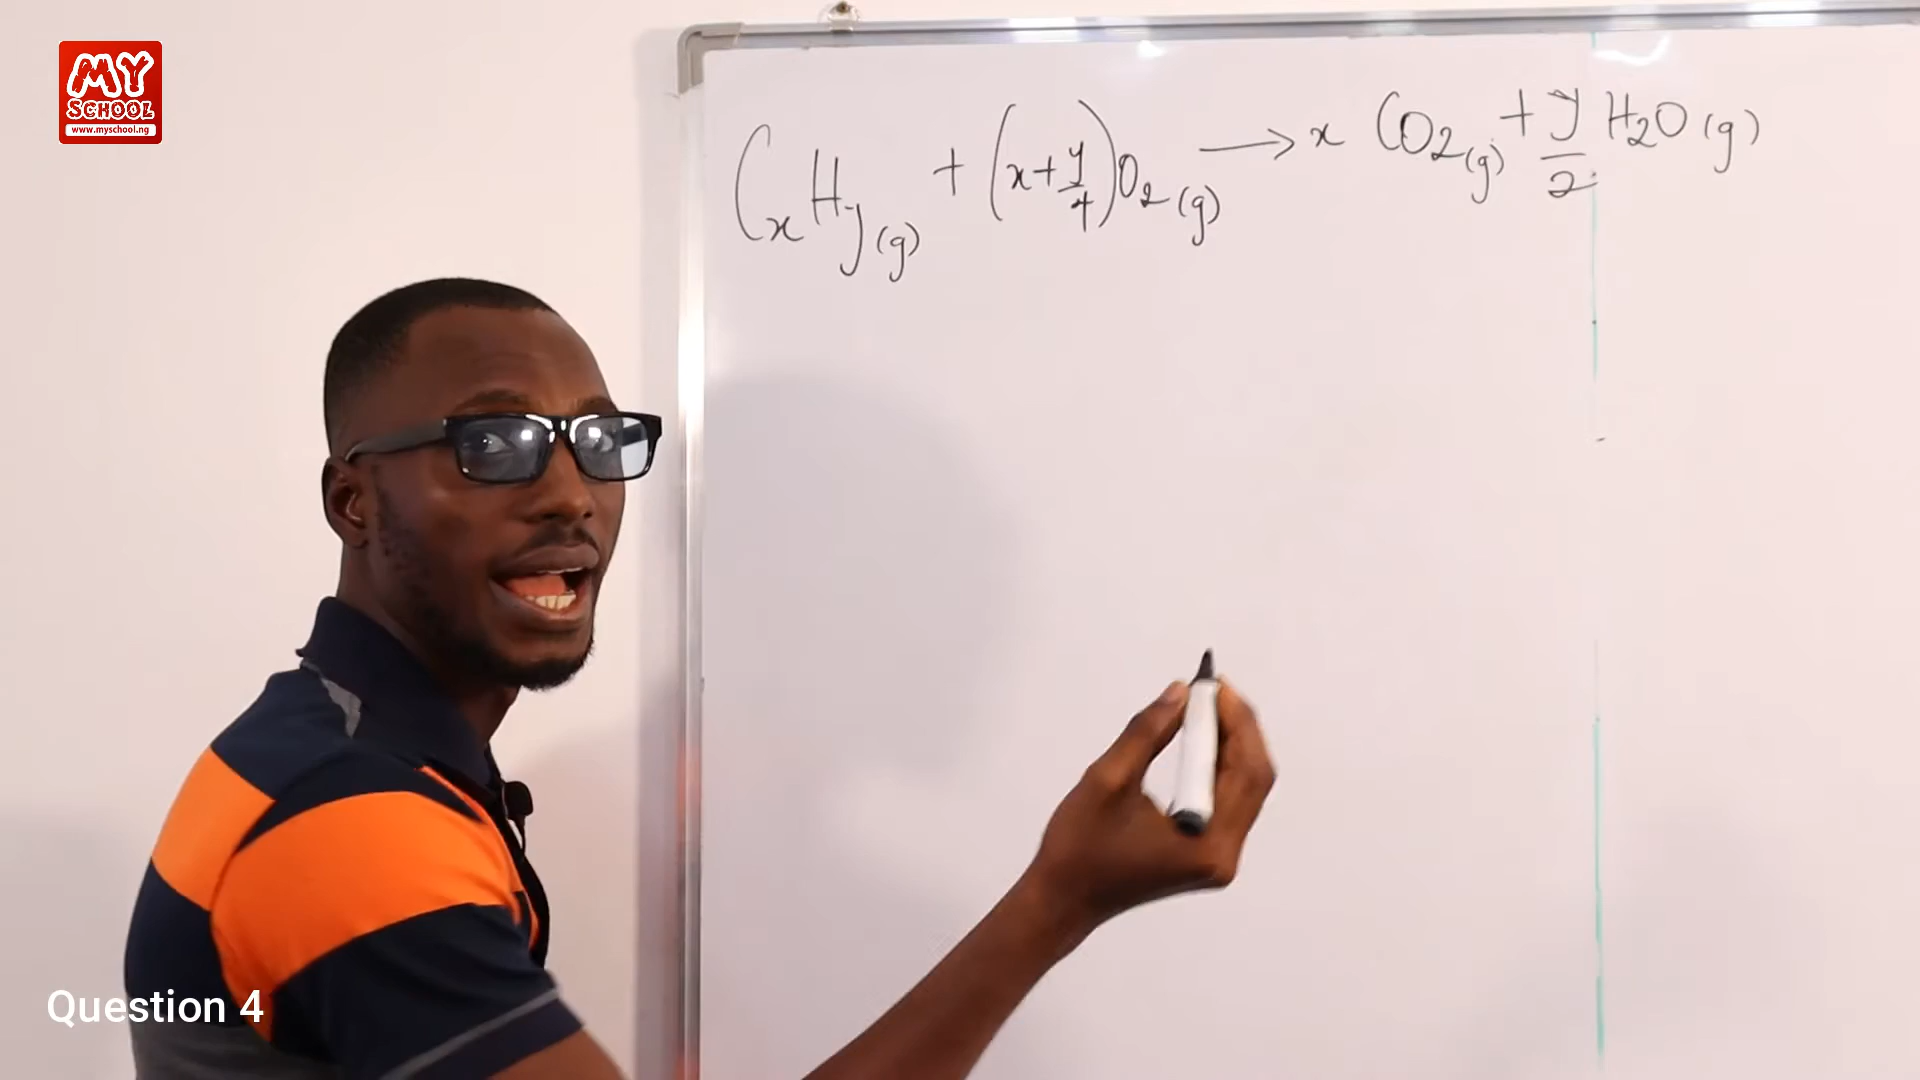 MY
SCHOOL
www.myschool.ng
CxHy(g) + (x+y/4)O2(g) → x CO2(g) + y/2 H2O(g)
Question 4